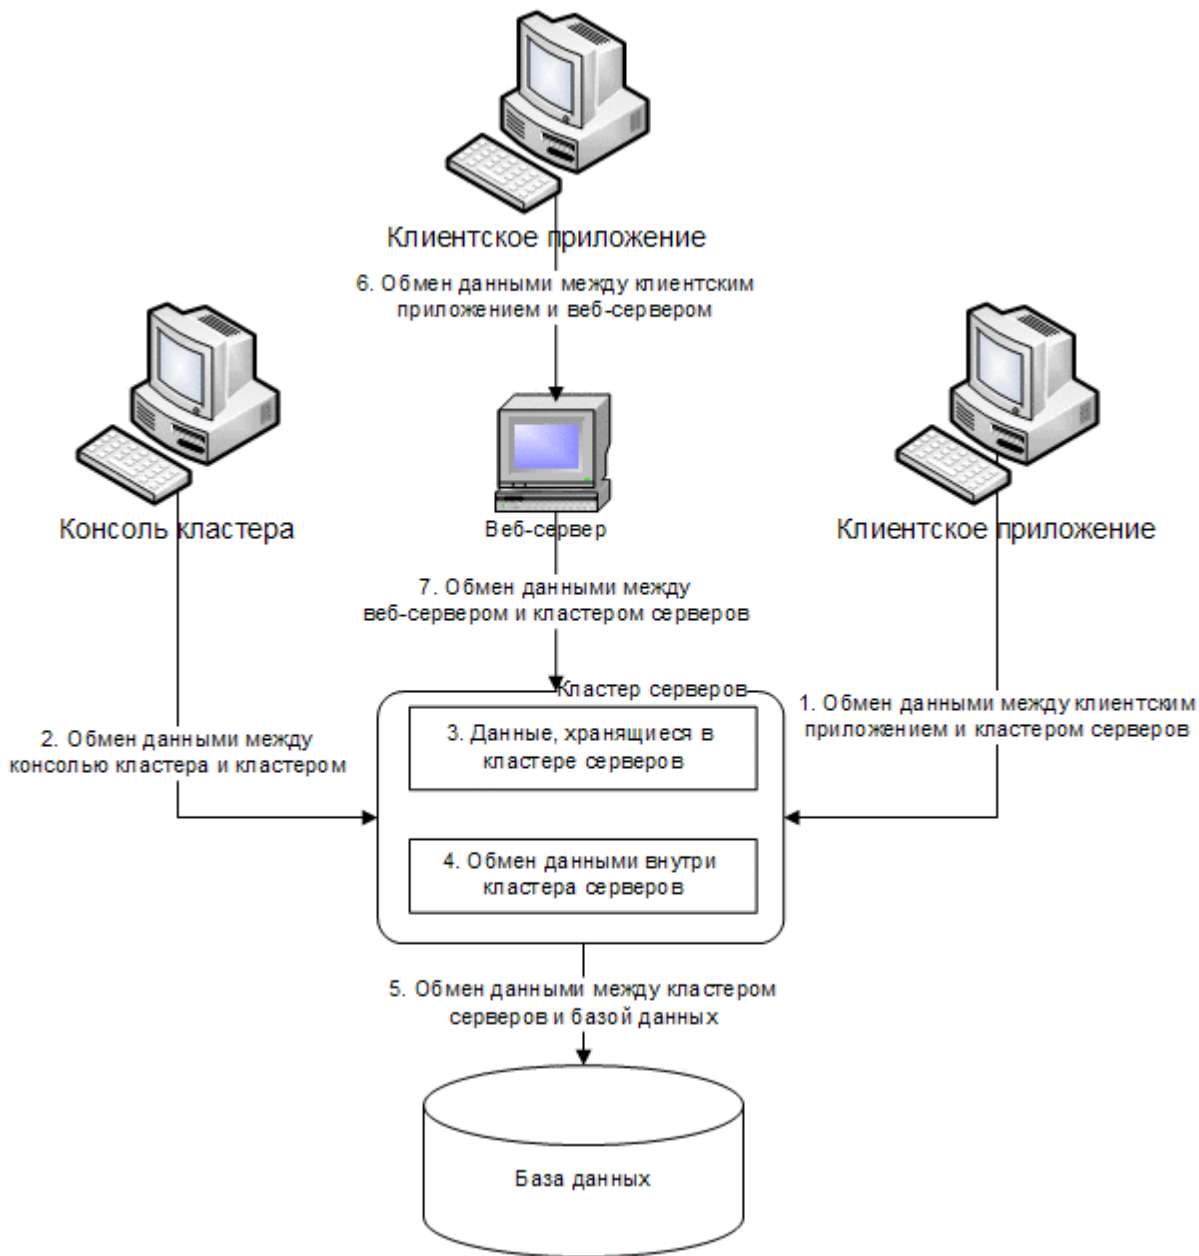 Клиентское приложение
6. Обмен данными между клиентским
приложением и веб-сервером
Консоль кластера
Веб-сервер
Клиентское приложение
7. Обмен данными между
веб-сервером и кластером серверов
Кластер серверов
1. Обмен данными между клиентским
приложением и кластером серверов
2. Обмен данными между
консолью кластера и кластером
3. Данные, хранящиеся в
кластере серверов
4. Обмен данными внутри
кластера серверов
5. Обмен данными между кластером
серверов и базой данных
База данных